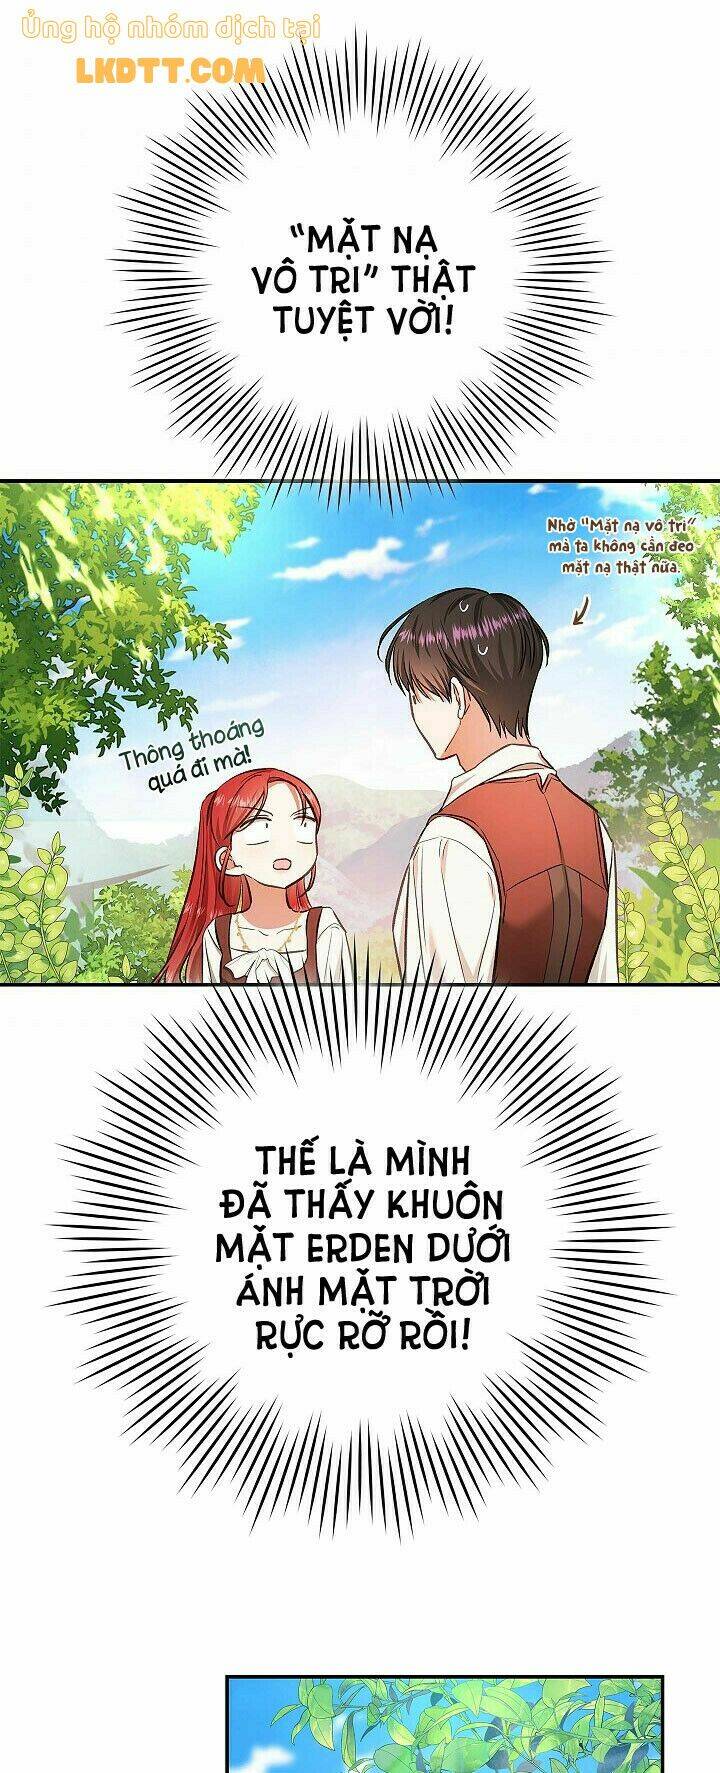 Ủng hộ nhóm dịch tại
LKDTT.COM
“MẶT NẠ
VÔ TRI” THẬT
TUYỆT VỜI!
Nhờ “Mặt nạ vô tri”
mà ta không cần đeo
mặt nạ thật nữa.
Thông thoáng
quá đi mà!
THẾ LÀ MÌNH
ĐÃ THẤY KHUÔN
MẶT ERDEN DƯỚI
ÁNH MẶT TRỜI
RỰC RỠ RỒI!